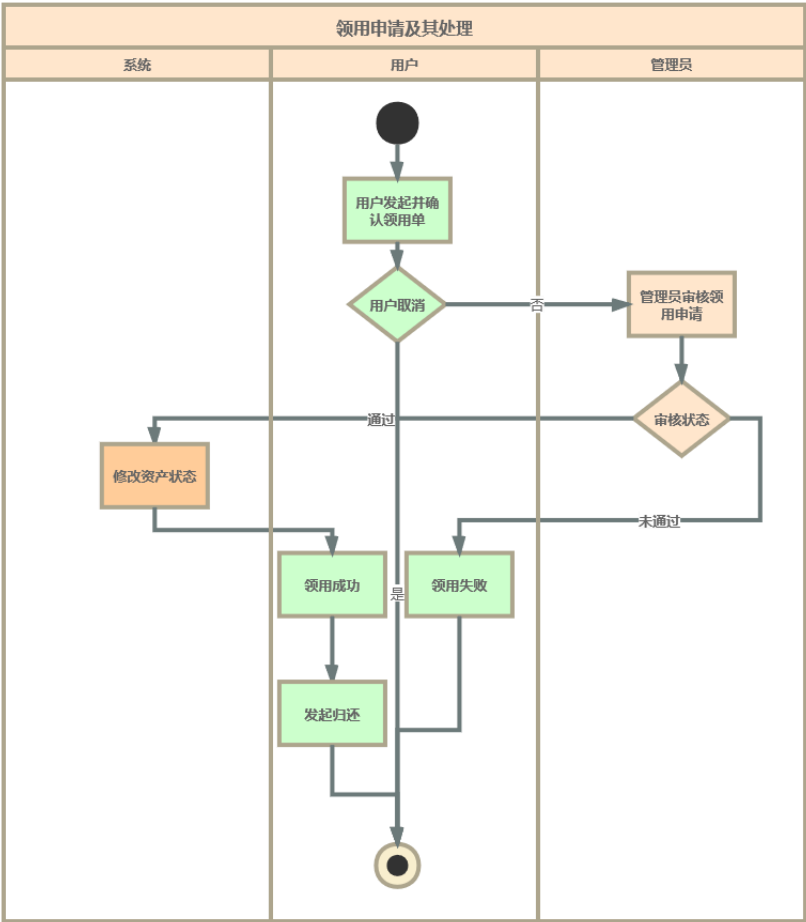 领用申请及其处理
系统
用户
管理员
用户发起并确
认领用单
用户取消
否
管理员审核领
用申请
通过
审核状态
修改资产状态
未通过
领用成功
是
领用失败
发起归还